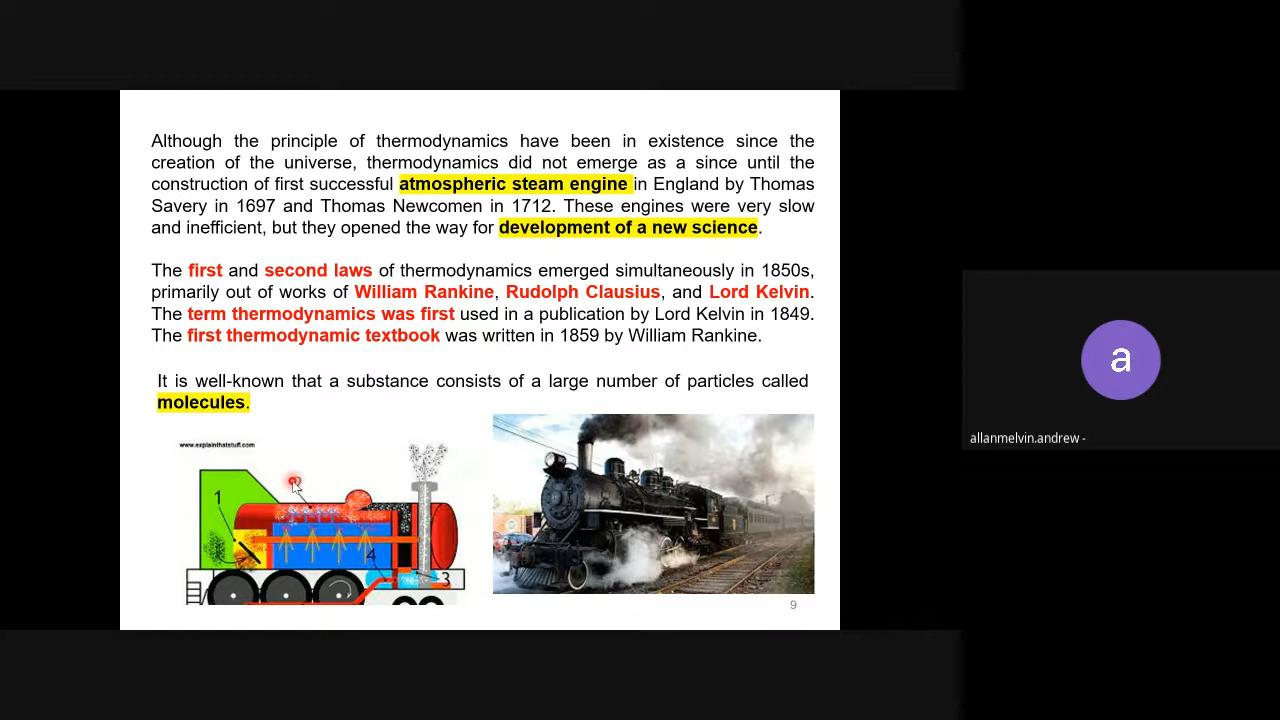 Although the principle of thermodynamics have been in existence since the
creation of the universe, thermodynamics did not emerge as a since until the
construction of first successful atmospheric steam engine in England by Thomas
Savery in 1697 and Thomas Newcomen in 1712. These engines were very slow
and inefficient, but they opened the way for development of a new science.
The first and second laws of thermodynamics emerged simultaneously in 1850s,
primarily out of works of William Rankine, Rudolph Clausius, and Lord Kelvin.
The term thermodynamics was first used in a publication by Lord Kelvin in 1849.
The first thermodynamic textbook was written in 1859 by William Rankine.
It is well-known that a substance consists of a large number of particles called
molecules.
www.explainthatstuff.com
1
4
3
9
a
allanmelvin.andrew -